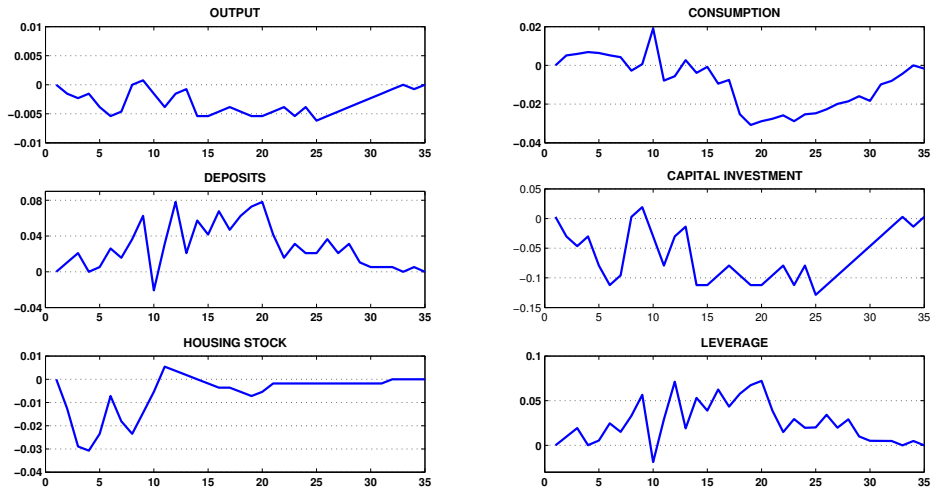 OUTPUT
0.01
0.005
0
−0.005
−0.01
0 5 10 15 20 25 30 35
CONSUMPTION
0.02
0
−0.02
−0.04
0 5 10 15 20 25 30 35
DEPOSITS
0.08
0.04
0
−0.04
0 5 10 15 20 25 30 35
CAPITAL INVESTMENT
0.05
0
−0.05
−0.1
−0.15
0 5 10 15 20 25 30 35
HOUSING STOCK
0.01
0
−0.01
−0.02
−0.03
−0.04
0 5 10 15 20 25 30 35
LEVERAGE
0.1
0.05
0
0 5 10 15 20 25 30 35